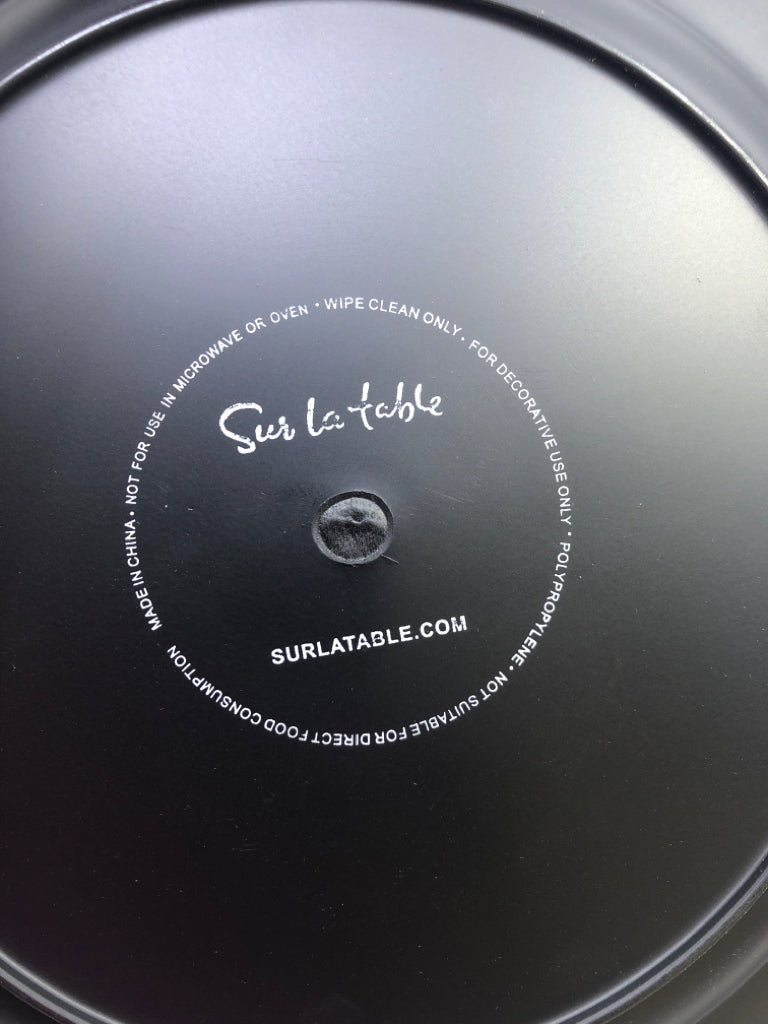 MADE IN CHINA • NOT FOR USE IN MICROWAVE OR OVEN • WIPE CLEAN ONLY • FOR DECORATIVE USE ONLY • POLYPROPYLENE • NOT SUITABLE FOR DIRECT FOOD CONSUMPTION
Sur la table
SURLATABLE.COM